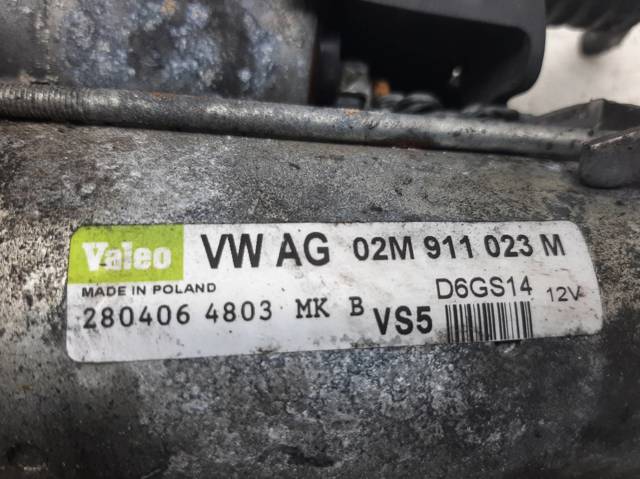 Valeo VW AG 02M 911 023 M
MADE IN POLAND D6GS14 12V
280406 4803 MK B VS5